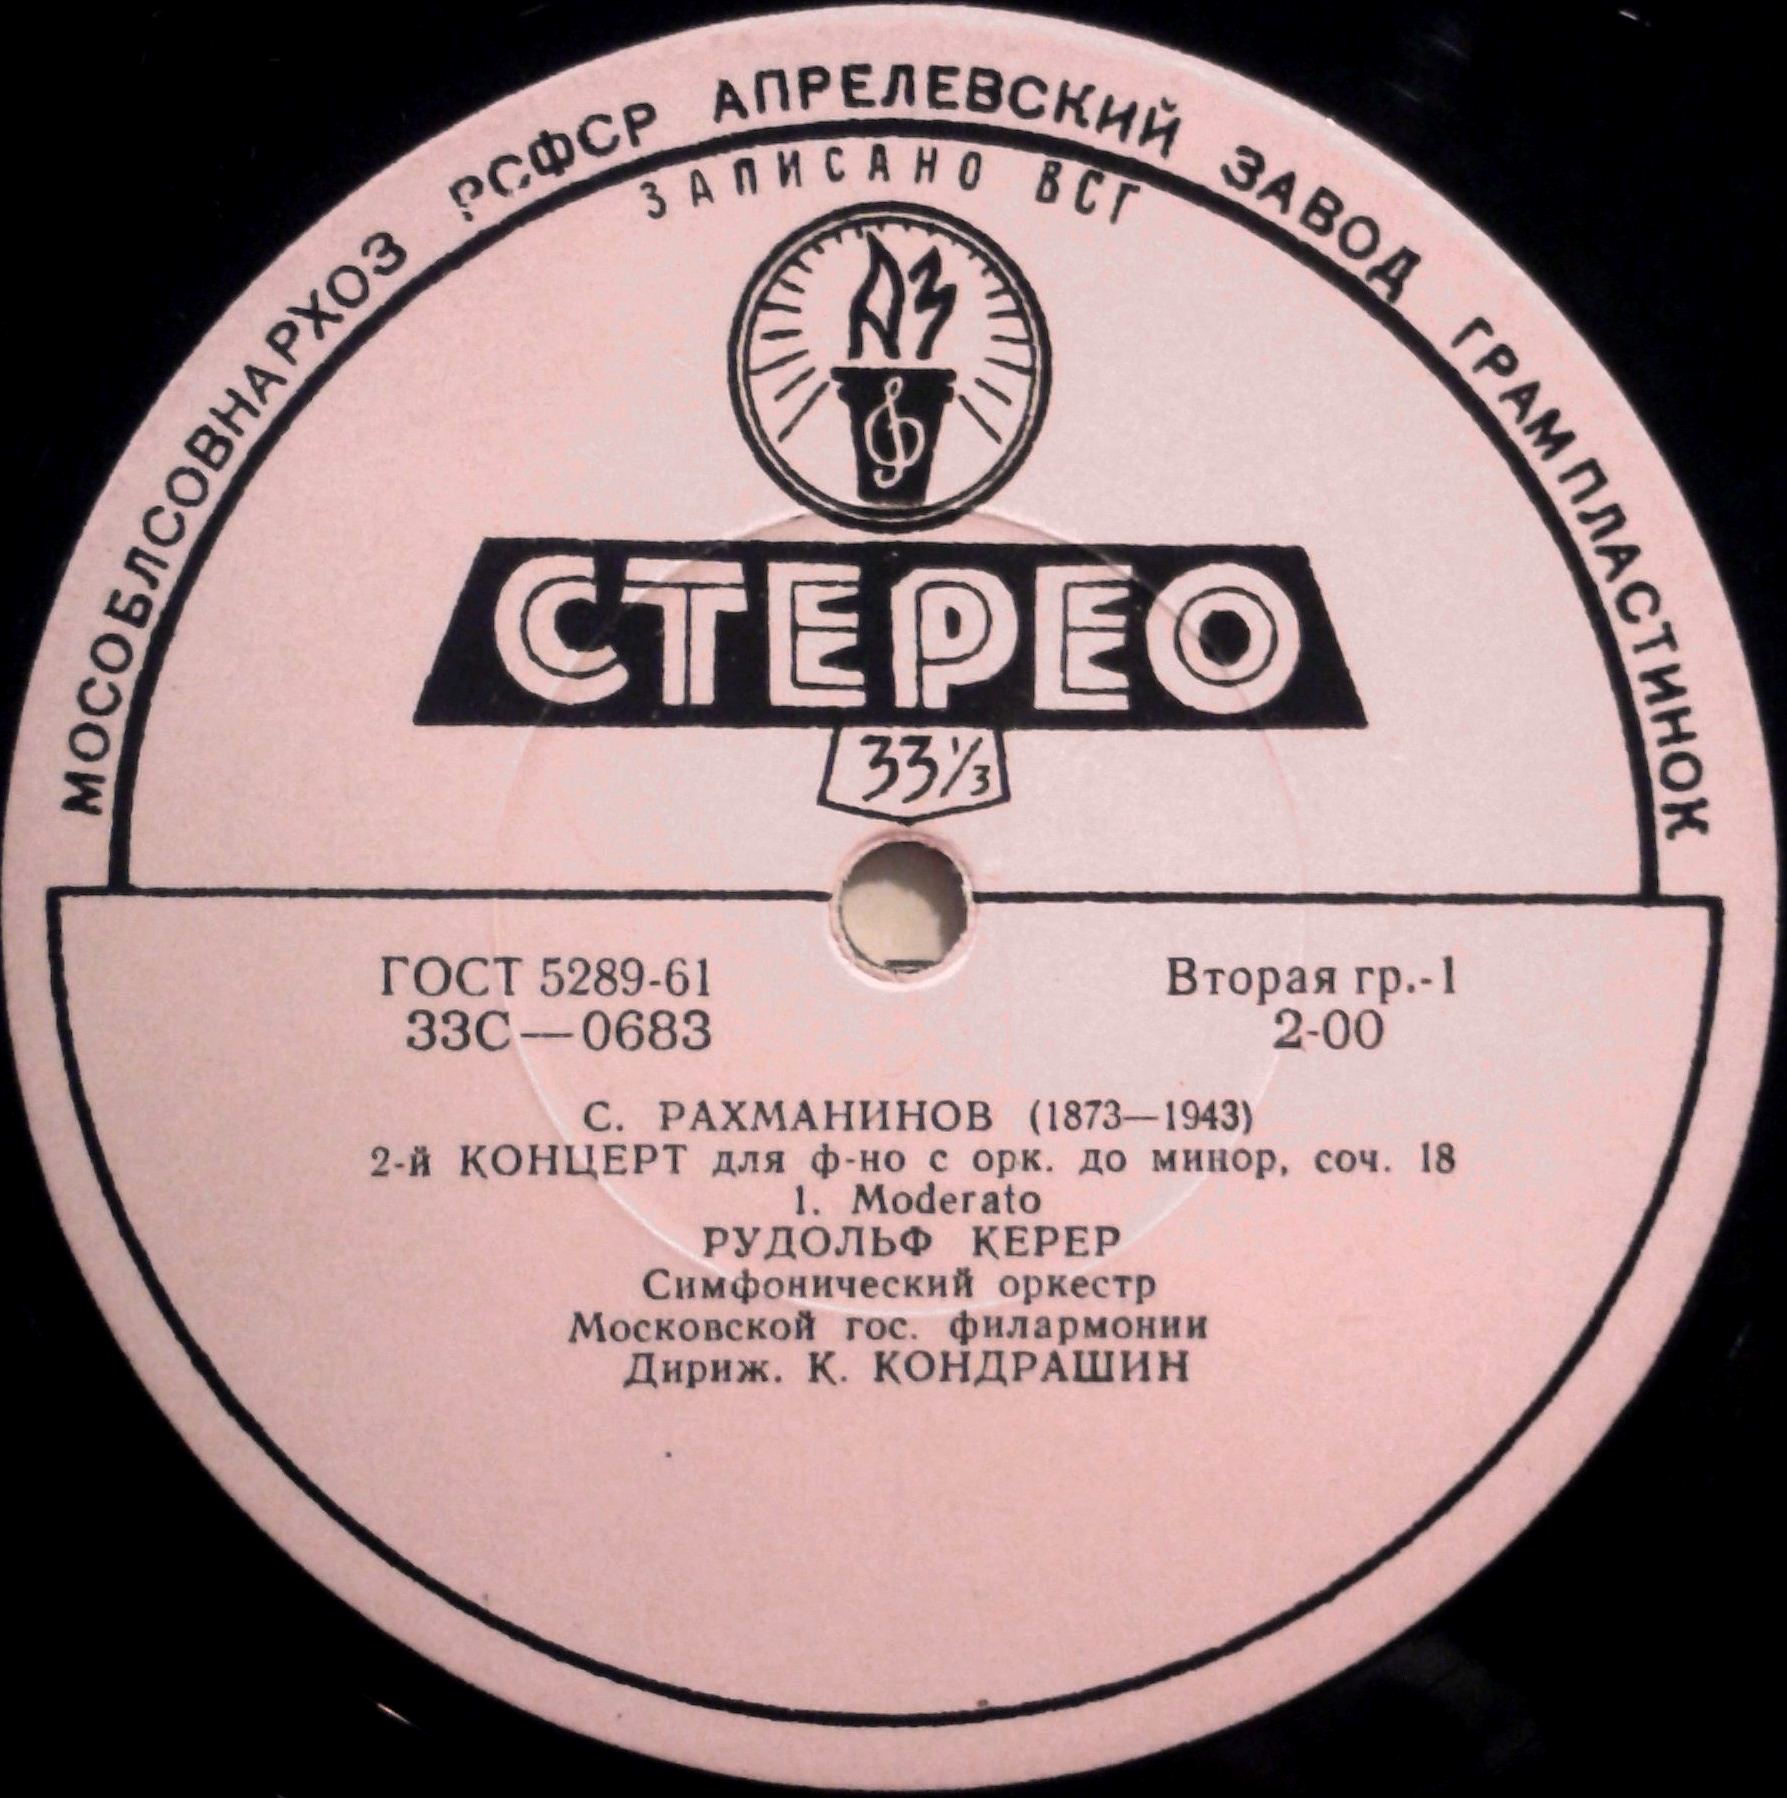 МОСОБЛСОВНАРХОЗ РСФСР АПРЕЛЕВСКИЙ ЗАВОД ГРАМПЛАСТИНОК
ЗАПИСАНО ВСГ
АЗ
СТЕРЕО
33⅓
ГОСТ 5289-61
Вторая гр.-1
33С—0683
2-00
С. РАХМАНИНОВ (1873—1943)
2-й КОНЦЕРТ для ф-но с орк. до минор, соч. 18
1. Moderato
РУДОЛЬФ КЕРЕР
Симфонический оркестр
Московской гос. филармонии
Дириж. К. КОНДРАШИН